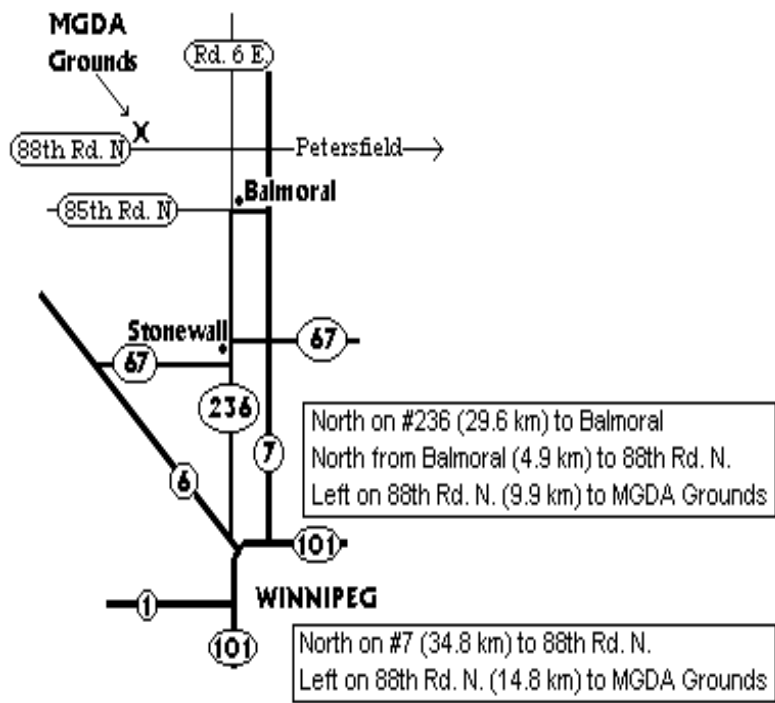 MGDA
Grounds
Rd. 6 E
X
88th Rd. N
Petersfield
Balmoral
85th Rd. N
Stonewall
67
67
236
7
6
North on #236 (29.6 km) to Balmoral
North from Balmoral (4.9 km) to 88th Rd. N.
Left on 88th Rd. N. (9.9 km) to MGDA Grounds
101
1
WINNIPEG
101
North on #7 (34.8 km) to 88th Rd. N.
Left on 88th Rd. N. (14.8 km) to MGDA Grounds